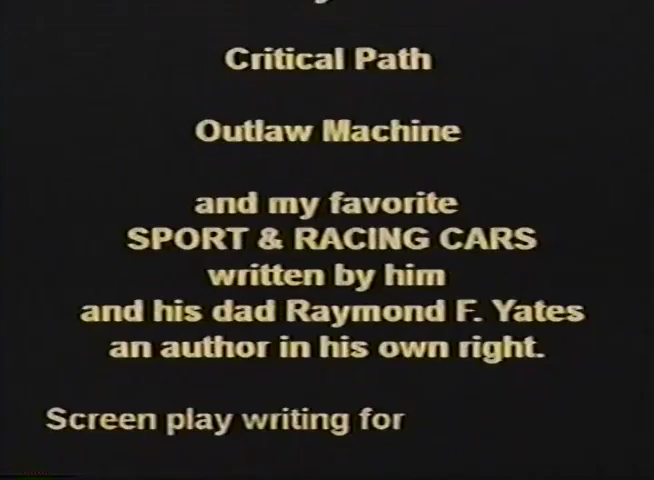 Critical Path
Outlaw Machine
and my favorite
SPORT & RACING CARS
written by him
and his dad Raymond F. Yates
an author in his own right.
Screen play writing for